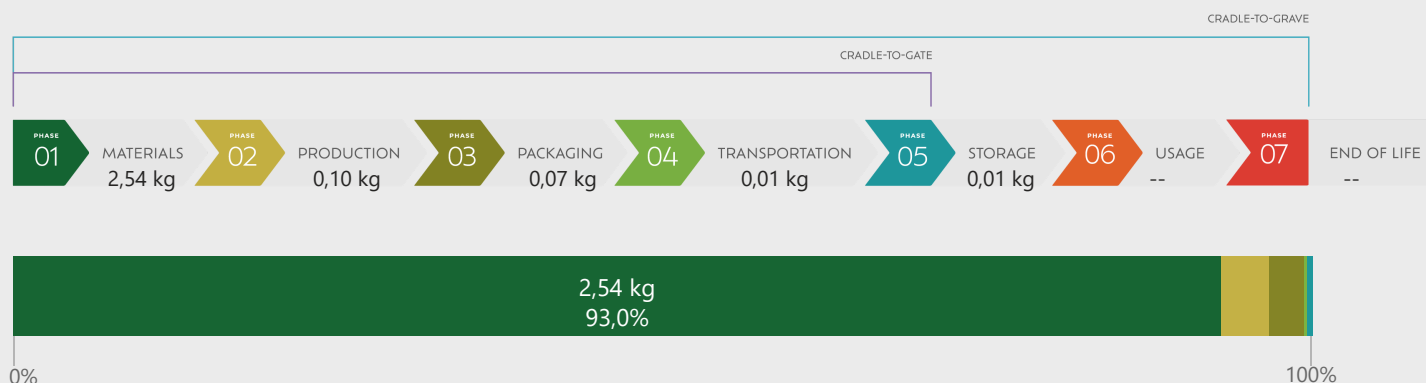 CRADLE-TO-GRAVE
CRADLE-TO-GATE
PHASE
01
MATERIALS
2,54 kg
PHASE
02
PRODUCTION
0,10 kg
PHASE
03
PACKAGING
0,07 kg
PHASE
04
TRANSPORTATION
0,01 kg
PHASE
05
STORAGE
0,01 kg
PHASE
06
USAGE
--
PHASE
07
END OF LIFE
--
2,54 kg
93,0%
0%
100%